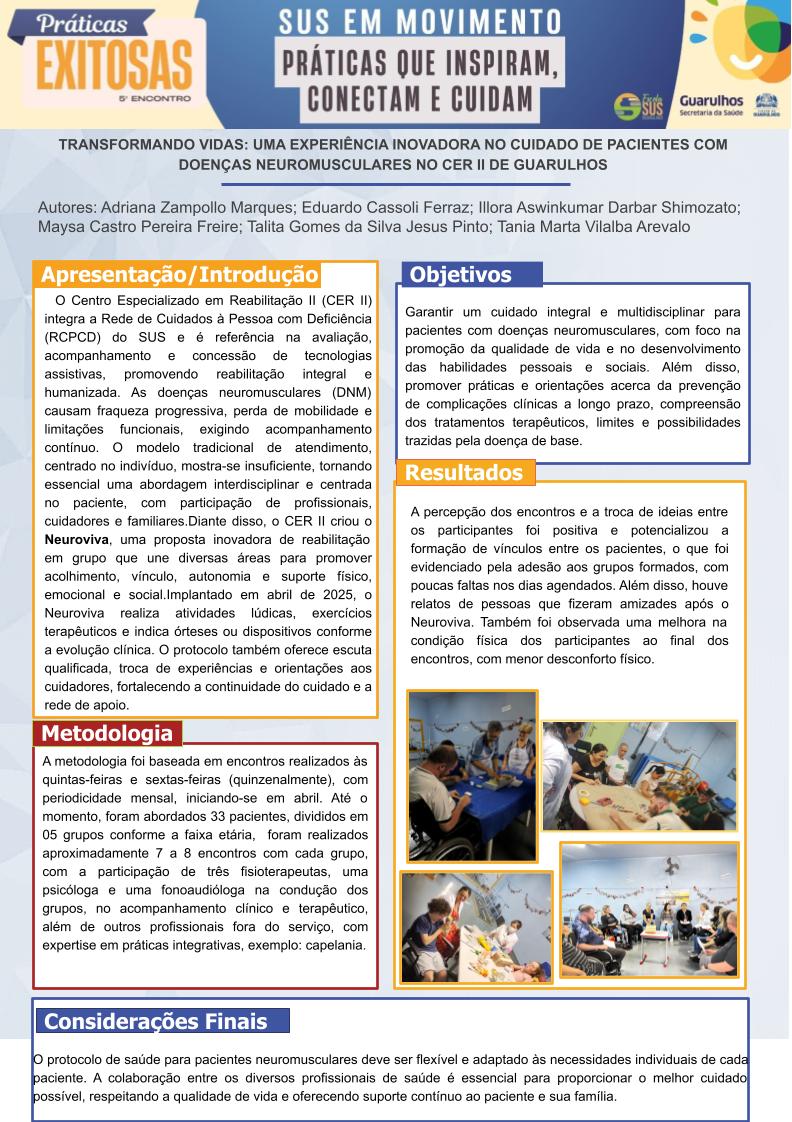 Práticas
EXITOSAS
5º ENCONTRO
SUS EM MOVIMENTO
PRÁTICAS QUE INSPIRAM,
CONECTAM E CUIDAM
Escola
SUS
Guarulhos
Secretaria da Saúde
TRANSFORMANDO VIDAS: UMA EXPERIÊNCIA INOVADORA NO CUIDADO DE PACIENTES COM
DOENÇAS NEUROMUSCULARES NO CER II DE GUARULHOS
Autores: Adriana Zampollo Marques; Eduardo Cassoli Ferraz; Illora Aswinkumar Darbar Shimozato;
Maysa Castro Pereira Freire; Talita Gomes da Silva Jesus Pinto; Tania Marta Vilalba Arevalo
Apresentação/Introdução
O Centro Especializado em Reabilitação II (CER II)
integra a Rede de Cuidados à Pessoa com Deficiência
(RCPCD) do SUS e é referência na avaliação,
acompanhamento e concessão de tecnologias
assistivas, promovendo reabilitação integral e
humanizada. As doenças neuromusculares (DNM)
causam fraqueza progressiva, perda de mobilidade e
limitações funcionais, exigindo acompanhamento
contínuo. O modelo tradicional de atendimento,
centrado no indivíduo, mostra-se insuficiente, tornando
essencial uma abordagem interdisciplinar e centrada
no paciente, com participação de profissionais,
cuidadores e familiares.Diante disso, o CER II criou o
Neuroviva, uma proposta inovadora de reabilitação
em grupo que une diversas áreas para promover
acolhimento, vínculo, autonomia e suporte físico,
emocional e social.Implantado em abril de 2025, o
Neuroviva realiza atividades lúdicas, exercícios
terapêuticos e indica órteses ou dispositivos conforme
a evolução clínica. O protocolo também oferece escuta
qualificada, troca de experiências e orientações aos
cuidadores, fortalecendo a continuidade do cuidado e a
rede de apoio.
Metodologia
A metodologia foi baseada em encontros realizados às
quintas-feiras e sextas-feiras (quinzenalmente), com
periodicidade mensal, iniciando-se em abril. Até o
momento, foram abordados 33 pacientes, divididos em
05 grupos conforme a faixa etária, foram realizados
aproximadamente 7 a 8 encontros com cada grupo,
com a participação de três fisioterapeutas, uma
psicóloga e uma fonoaudióloga na condução dos
grupos, no acompanhamento clínico e terapêutico,
além de outros profissionais fora do serviço, com
expertise em práticas integrativas, exemplo: capelania.
Objetivos
Garantir um cuidado integral e multidisciplinar para
pacientes com doenças neuromusculares, com foco na
promoção da qualidade de vida e no desenvolvimento
das habilidades pessoais e sociais. Além disso,
promover práticas e orientações acerca da prevenção
de complicações clínicas a longo prazo, compreensão
dos tratamentos terapêuticos, limites e possibilidades
trazidas pela doença de base.
Resultados
A percepção dos encontros e a troca de ideias entre
os participantes foi positiva e potencializou a
formação de vínculos entre os pacientes, o que foi
evidenciado pela adesão aos grupos formados, com
poucas faltas nos dias agendados. Além disso, houve
relatos de pessoas que fizeram amizades após o
Neuroviva. Também foi observada uma melhora na
condição física dos participantes ao final dos
encontros, com menor desconforto físico.
Considerações Finais
O protocolo de saúde para pacientes neuromusculares deve ser flexível e adaptado às necessidades individuais de cada
paciente. A colaboração entre os diversos profissionais de saúde é essencial para proporcionar o melhor cuidado
possível, respeitando a qualidade de vida e oferecendo suporte contínuo ao paciente e sua família.